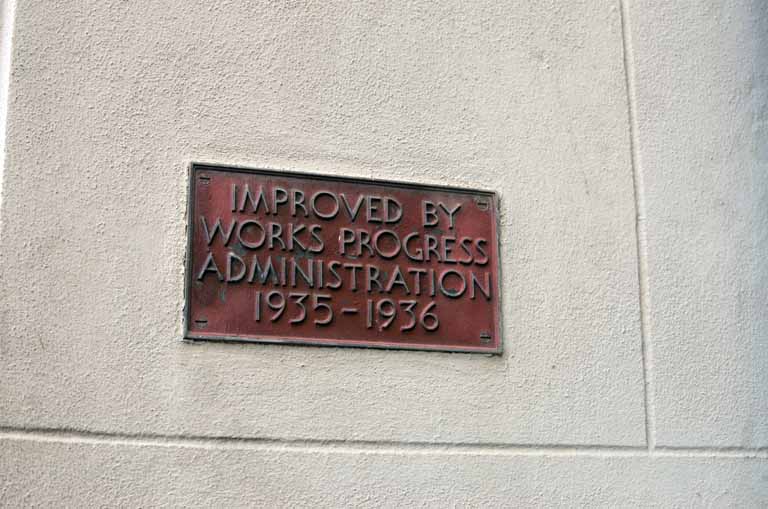 IMPROVED BY
WORKS PROGRESS
ADMINISTRATION
1935-1936